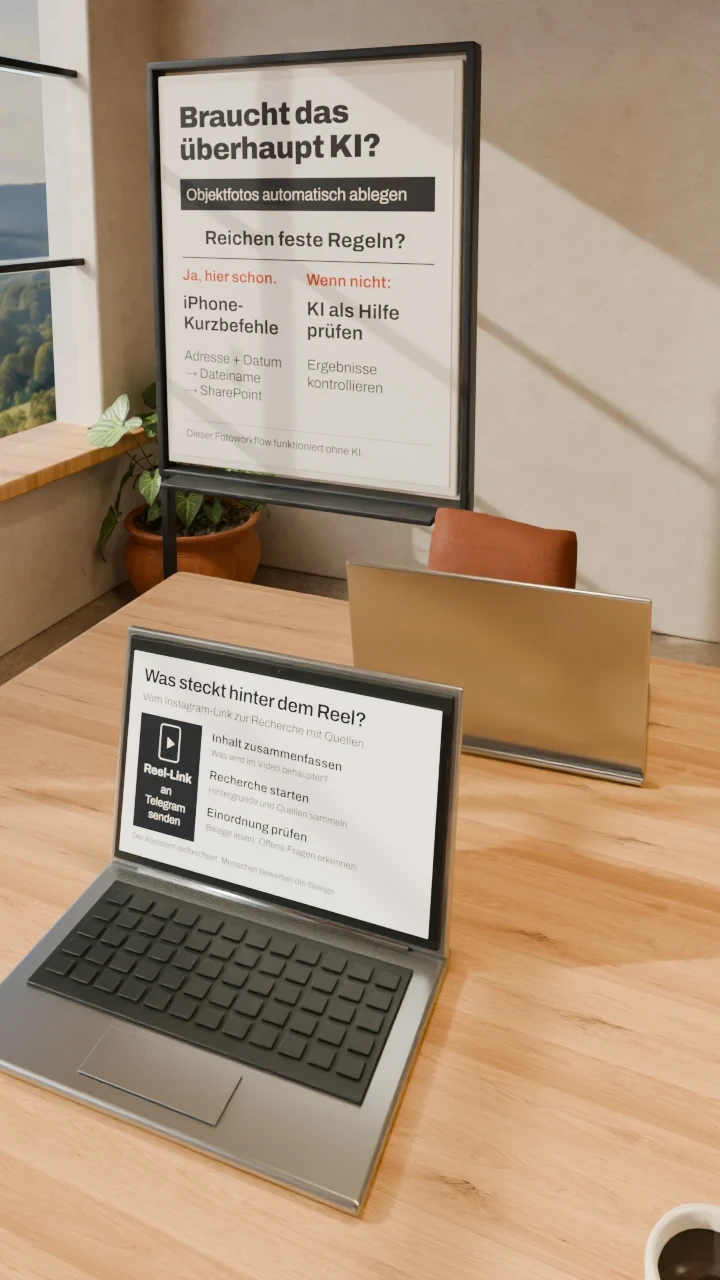 Braucht das
überhaupt KI?
Objektfotos automatisch ablegen
Reichen feste Regeln?
Ja, hier schon.
iPhone-
Kurzbefehle
Adresse + Datum
→ Dateiname
→ SharePoint
Wenn nicht:
KI als Hilfe
prüfen
Ergebnisse
kontrollieren
Dieser Fotoworkflow funktioniert ohne KI.
Was steckt hinter dem Reel?
Vom Instagram-Link zur Recherche mit Quellen.
Reel-Link
an
Telegram
senden
Inhalt zusammenfassen
Was wird im Video behauptet?
Recherche starten
Hintergründe und Quellen sammeln
Einordnung prüfen
Belege lesen. Offene Fragen erkennen.
Der Assistent recherchiert. Menschen bewerten die Belege.